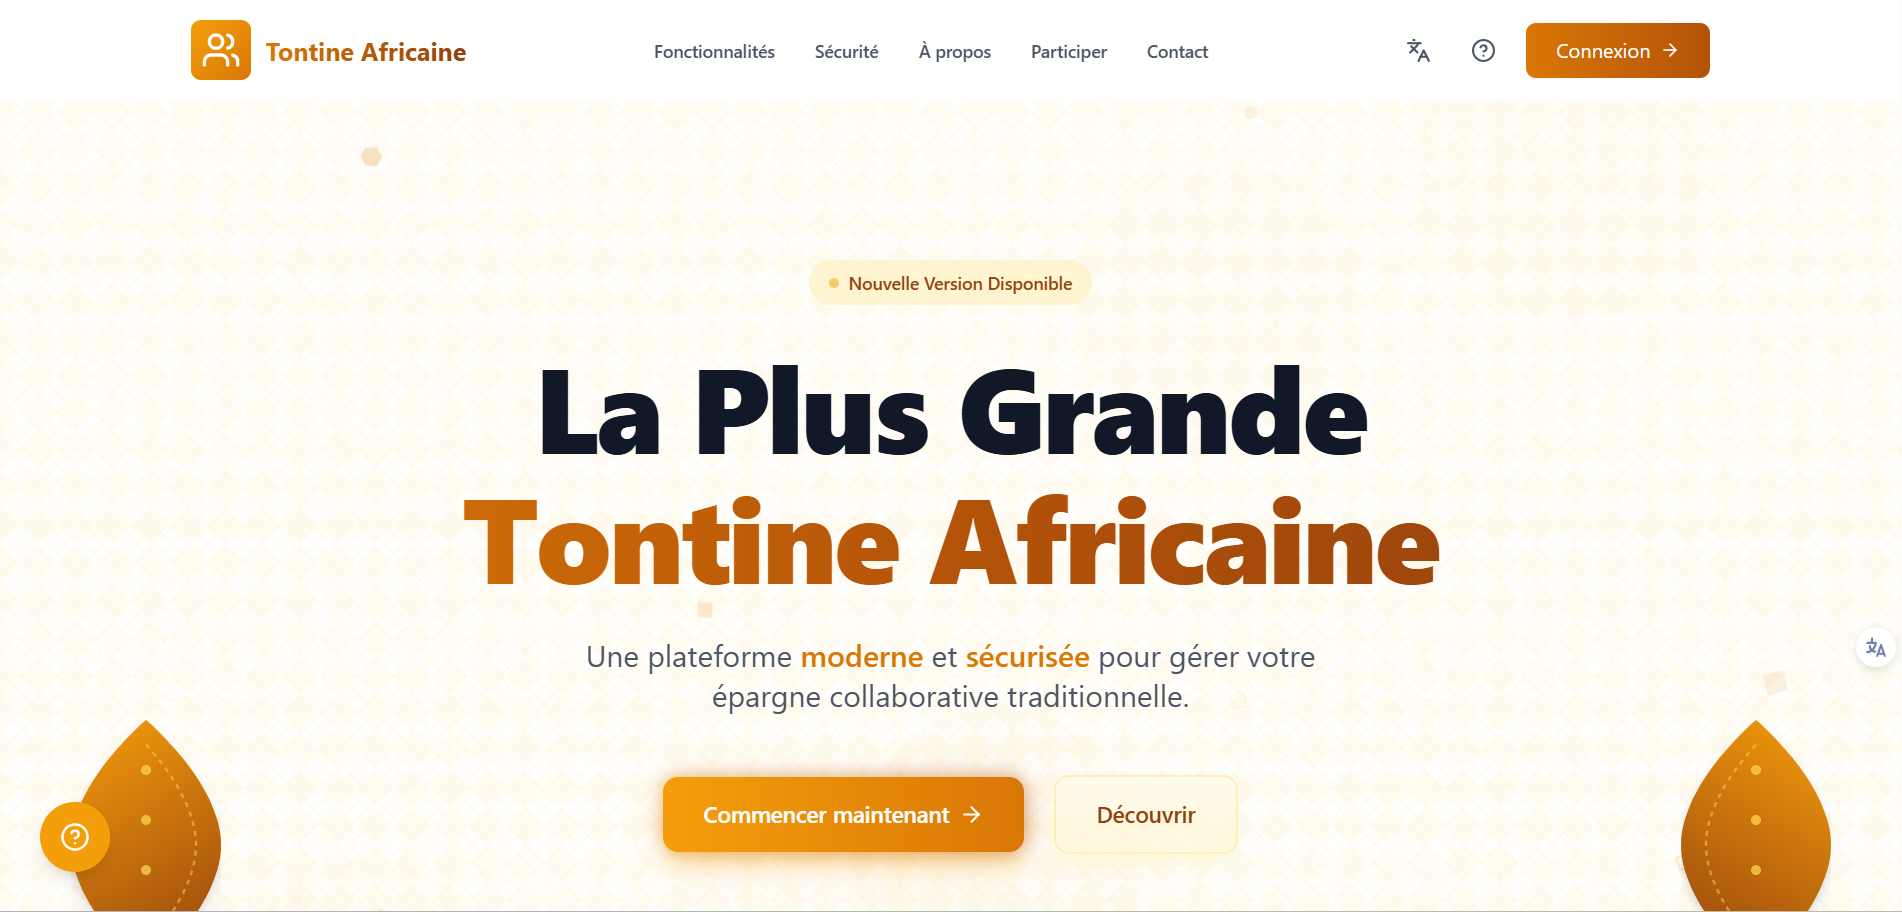 Tontine Africaine
Fonctionnalités
Sécurité
À propos
Participer
Contact
Connexion
Nouvelle Version Disponible
La Plus Grande
Tontine Africaine
Une plateforme moderne et sécurisée pour gérer votre
épargne collaborative traditionnelle.
Commencer maintenant
Découvrir